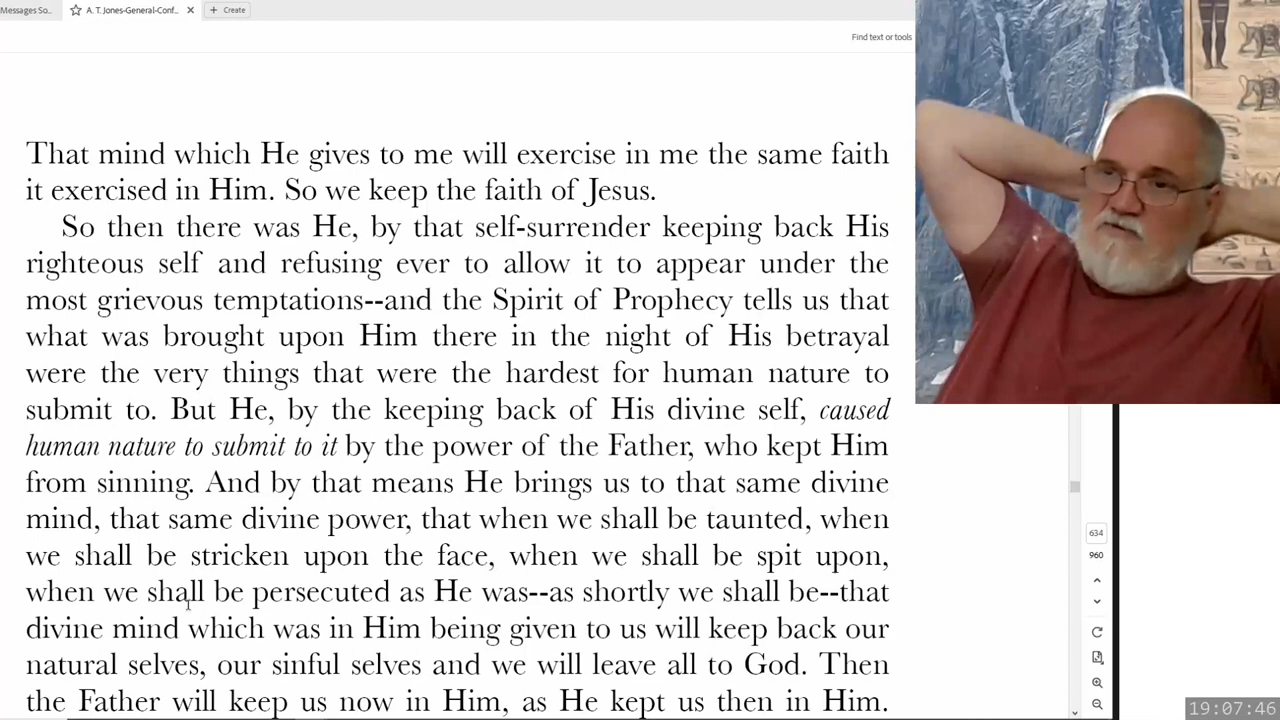 Messages So...
A. T. Jones-General-Conf...
Create
Find text or tools
That mind which He gives to me will exercise in me the same faith
it exercised in Him. So we keep the faith of Jesus.
So then there was He, by that self-surrender keeping back His
righteous self and refusing ever to allow it to appear under the
most grievous temptations--and the Spirit of Prophecy tells us that
what was brought upon Him there in the night of His betrayal
were the very things that were the hardest for human nature to
submit to. But He, by the keeping back of His divine self, caused
human nature to submit to it by the power of the Father, who kept Him
from sinning. And by that means He brings us to that same divine
mind, that same divine power, that when we shall be taunted, when
we shall be stricken upon the face, when we shall be spit upon,
when we shall be persecuted as He was--as shortly we shall be--that
divine mind which was in Him being given to us will keep back our
natural selves, our sinful selves and we will leave all to God. Then
the Father will keep us now in Him, as He kept us then in Him.
634
960
19:07:46